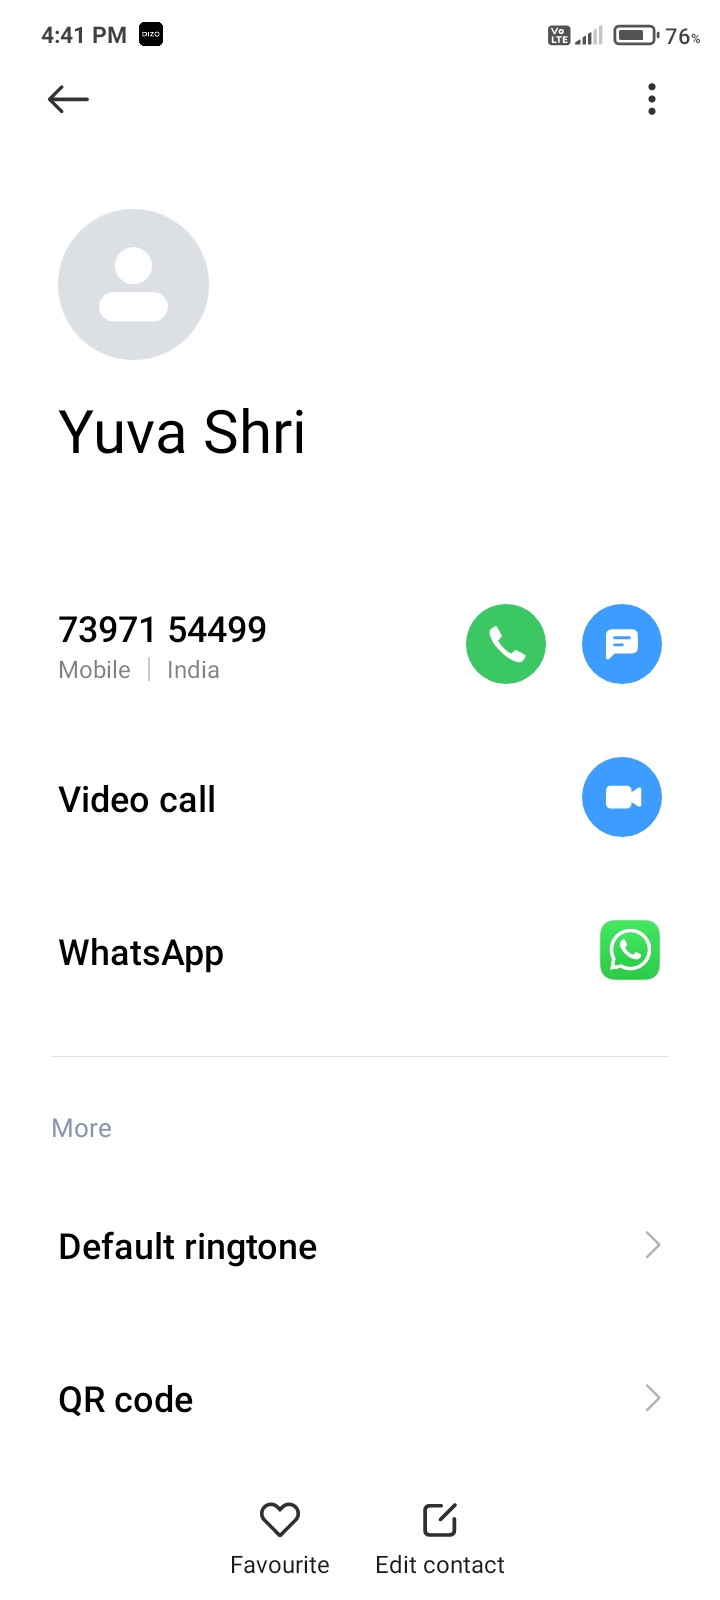 4:41 PM DIZO Vo LTE 76%
Yuva Shri
73971 54499
Mobile | India
Video call
WhatsApp
More
Default ringtone
QR code
Favourite Edit contact